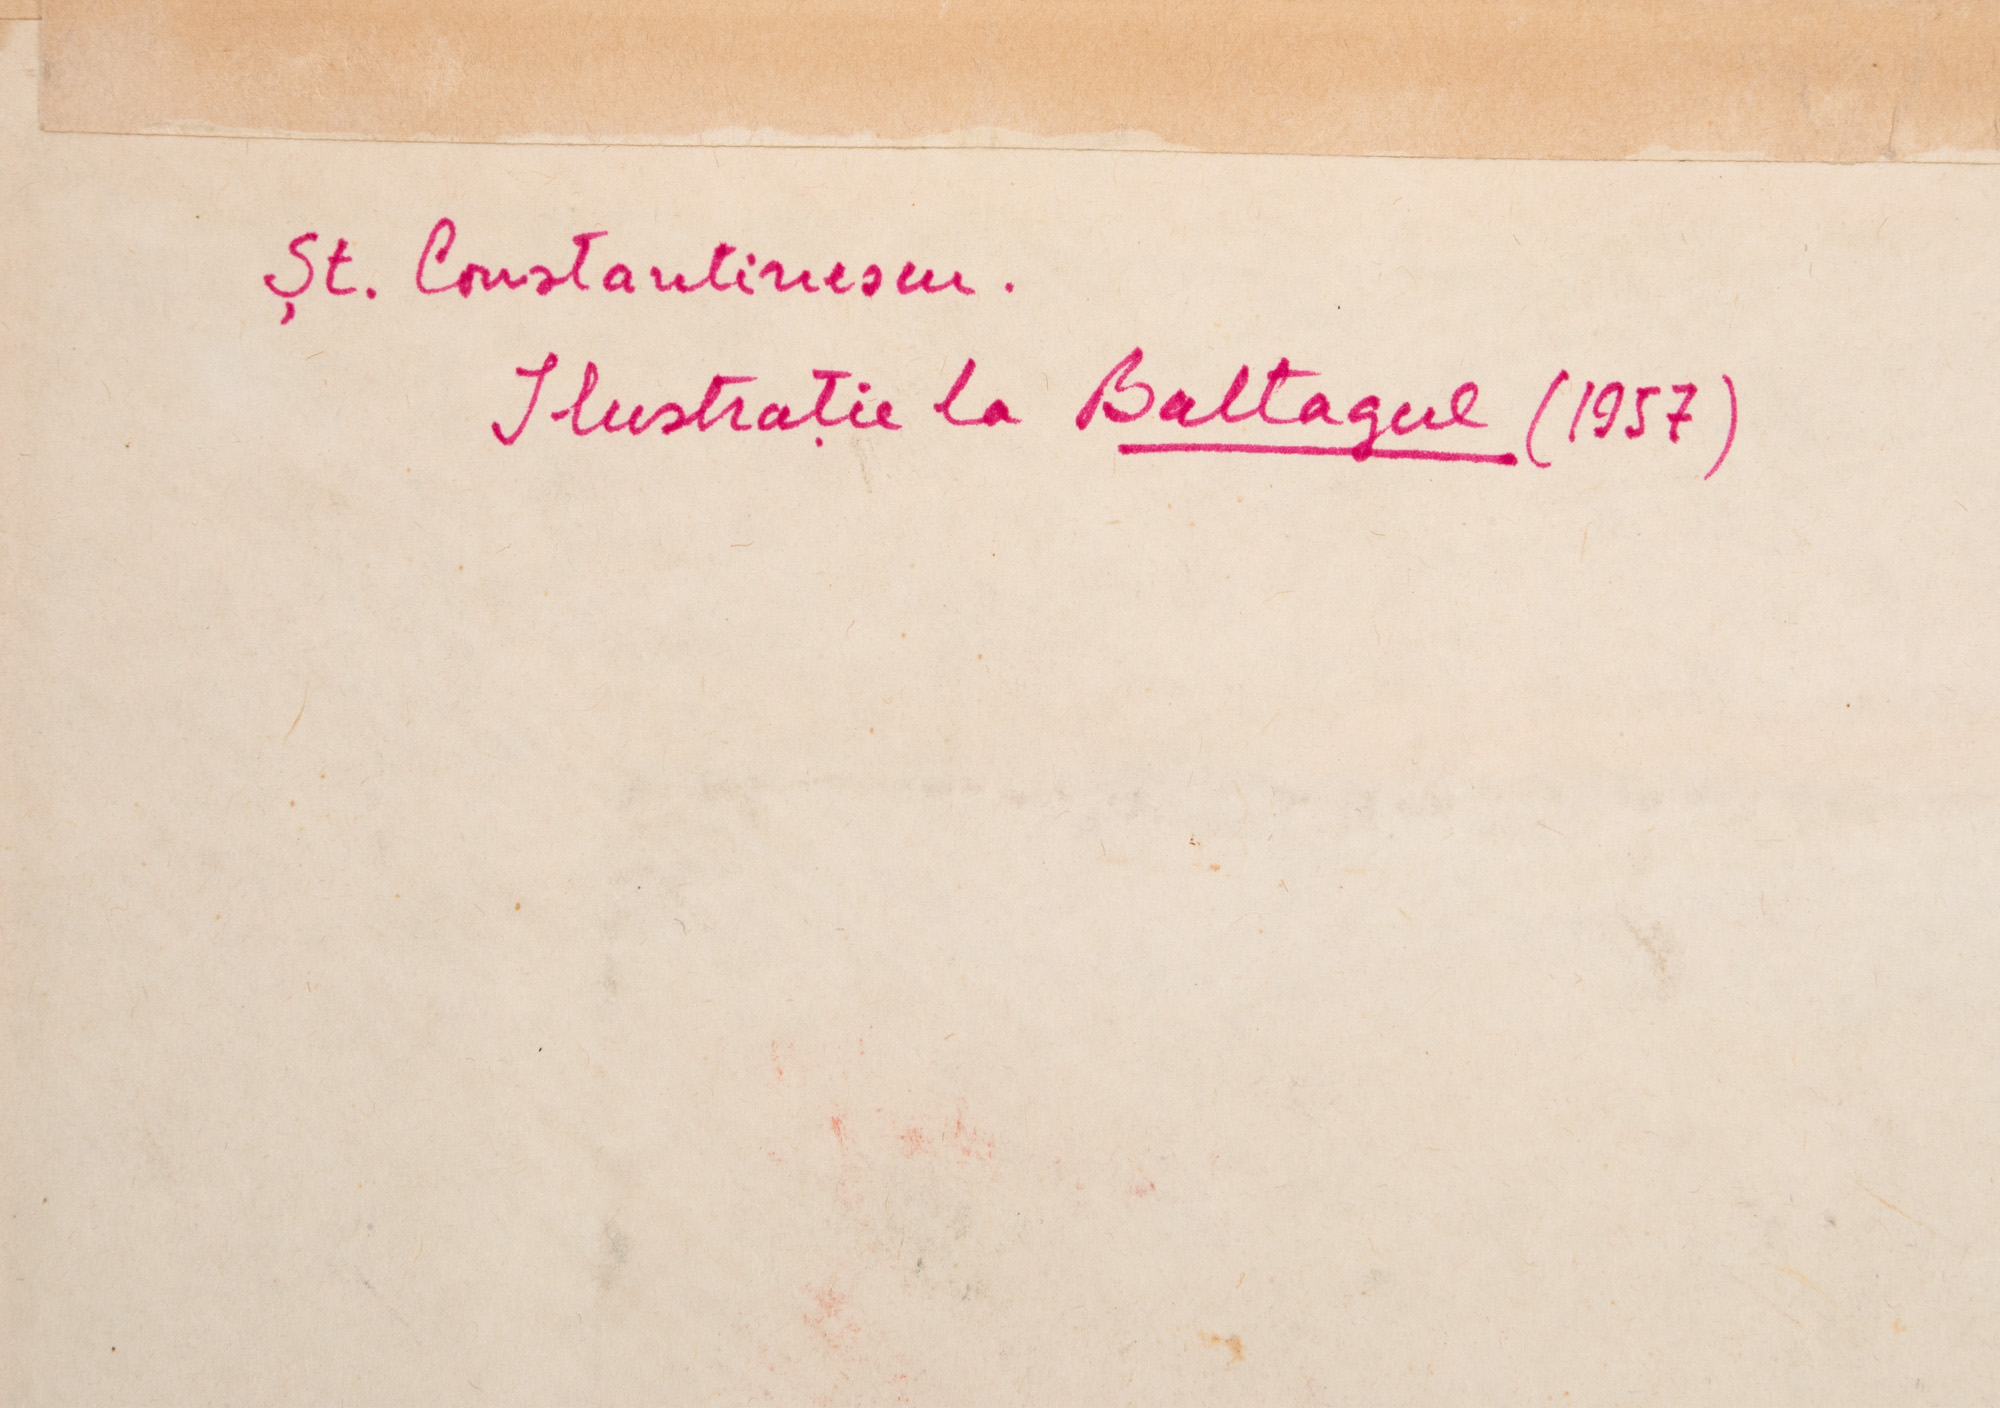 Șt. Constantinescu.
Ilustrație la Baltagul (1957)